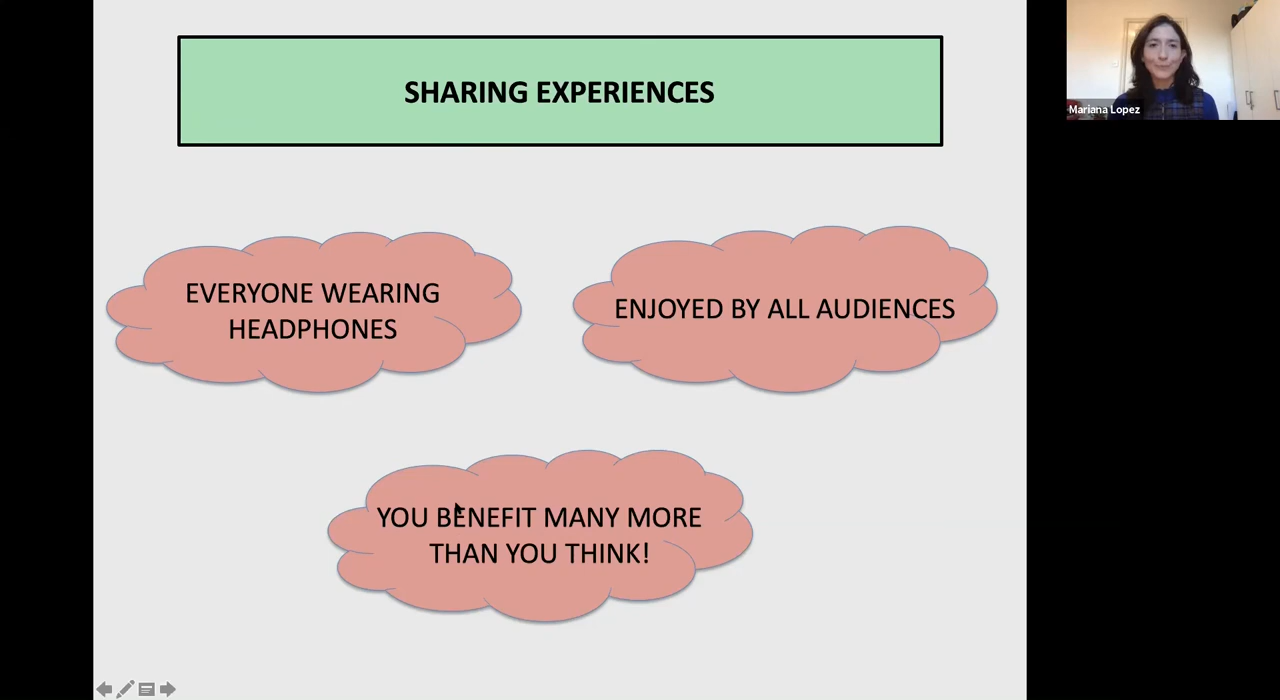 SHARING EXPERIENCES
Mariana Lopez
EVERYONE WEARING
HEADPHONES
ENJOYED BY ALL AUDIENCES
YOU BENEFIT MANY MORE
THAN YOU THINK!